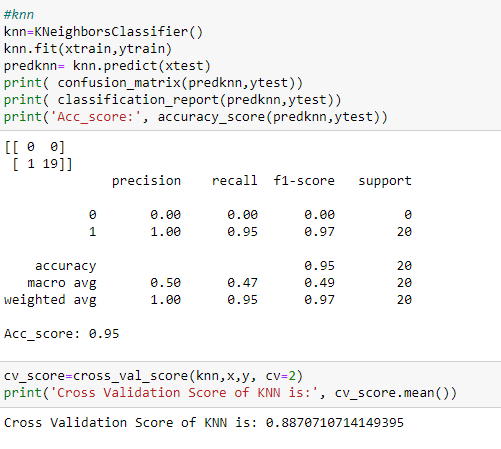 #knn
knn=KNeighborsClassifier()
knn.fit(xtrain,ytrain)
predknn= knn.predict(xtest)
print( confusion_matrix(predknn,ytest))
print( classification_report(predknn,ytest))
print('Acc_score:', accuracy_score(predknn,ytest))
[[ 0  0]
 [ 1 19]]
              precision    recall  f1-score   support

           0       0.00      0.00      0.00         0
           1       1.00      0.95      0.97        20

    accuracy                           0.95        20
   macro avg       0.50      0.47      0.49        20
weighted avg       1.00      0.95      0.97        20

Acc_score: 0.95
cv_score=cross_val_score(knn,x,y, cv=2)
print('Cross Validation Score of KNN is:', cv_score.mean())
Cross Validation Score of KNN is: 0.8870710714149395